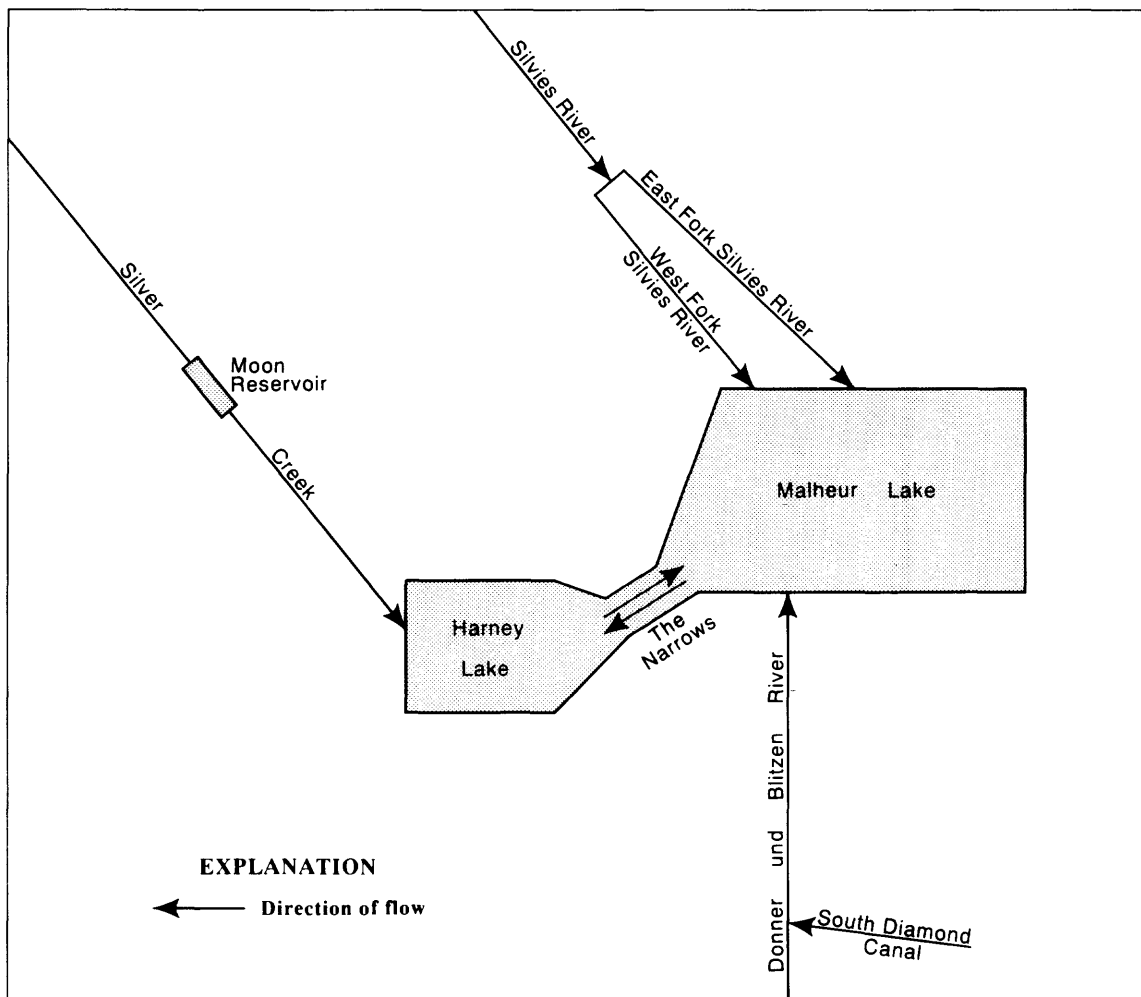 Silvies River
East Fork Silvies River
West Fork
Silvies River
Silver
Moon
Reservoir
Creek
Malheur Lake
Harney
Lake
The
Narrows
Donner und Blitzen River
EXPLANATION
Direction of flow
South Diamond
Canal